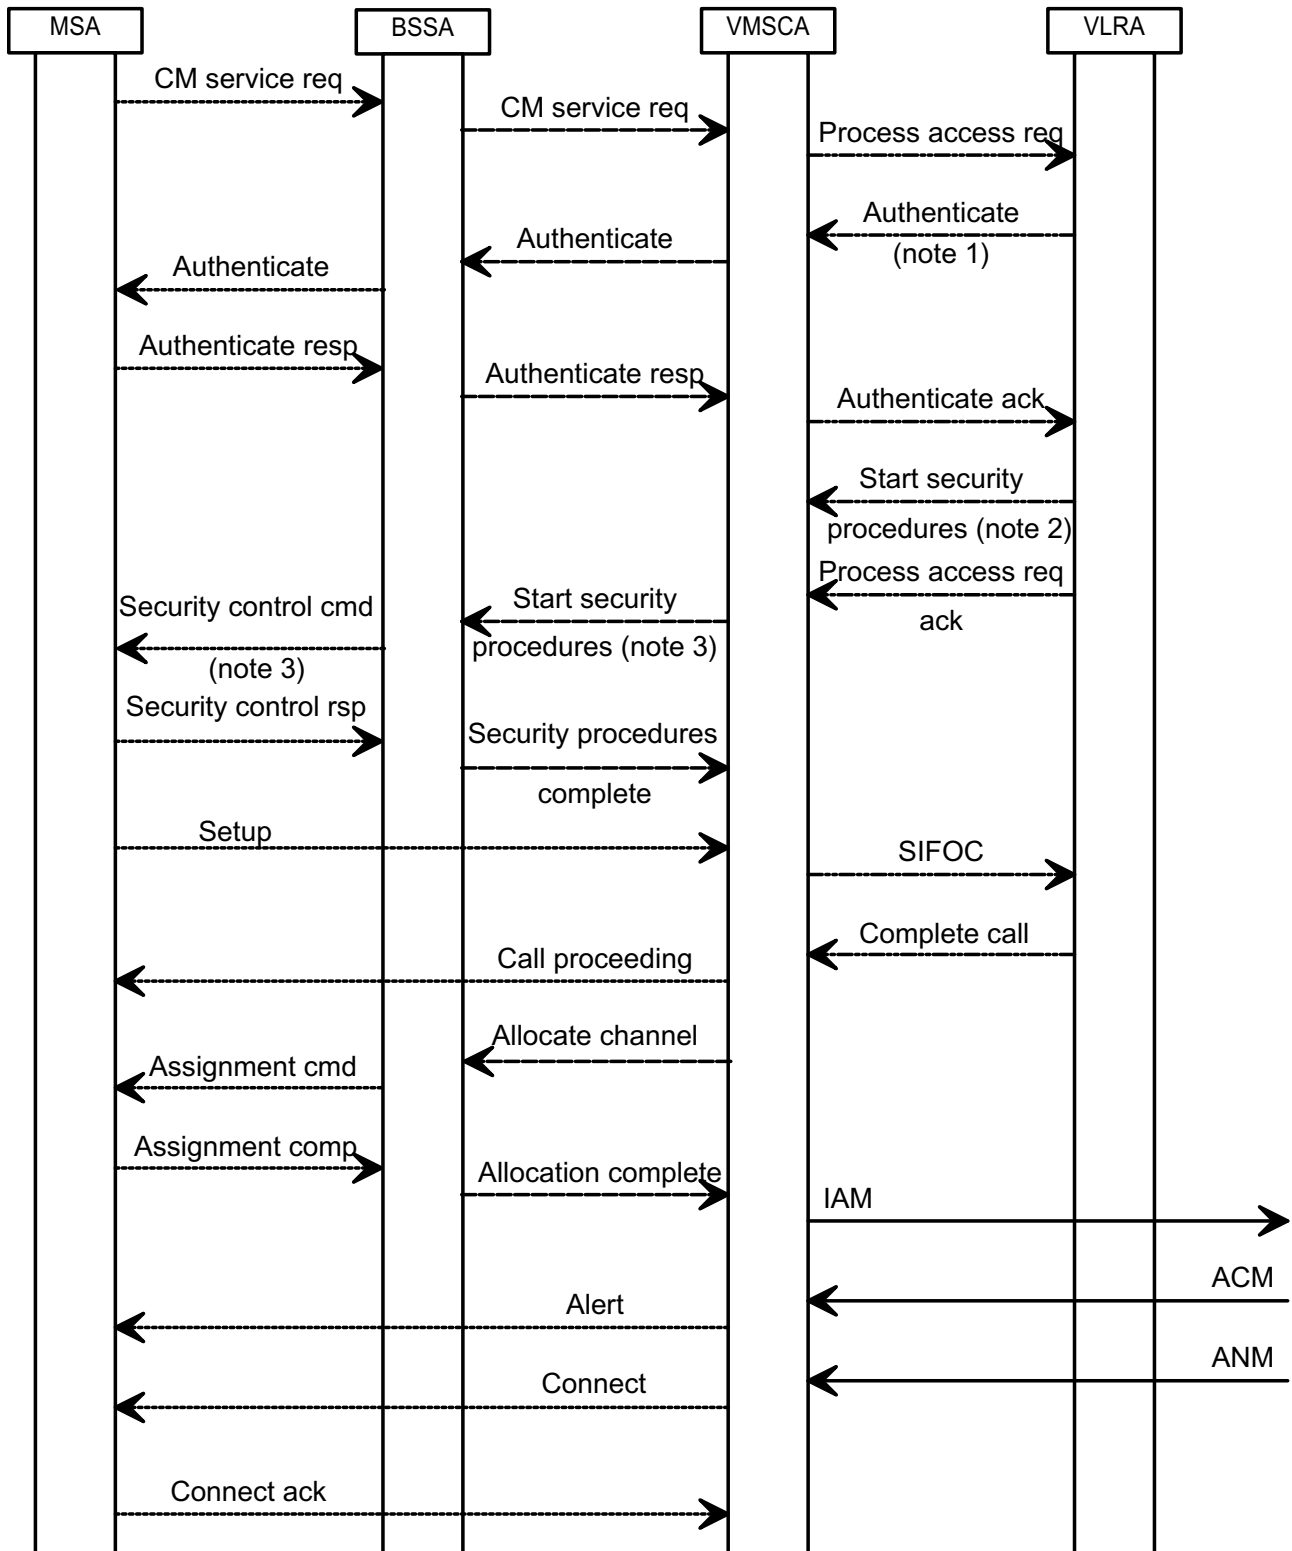 MSA
BSSA
VMSCA
VLRA
CM service req
CM service req
Process access req
Authenticate
(note 1)
Authenticate
Authenticate
Authenticate resp
Authenticate resp
Authenticate ack
Start security
procedures (note 2)
Process access req
ack
Start security
procedures (note 3)
Security control cmd
(note 3)
Security control rsp
Security procedures
complete
Setup
SIFOC
Complete call
Call proceeding
Allocate channel
Assignment cmd
Assignment comp
Allocation complete
IAM
ACM
Alert
ANM
Connect
Connect ack